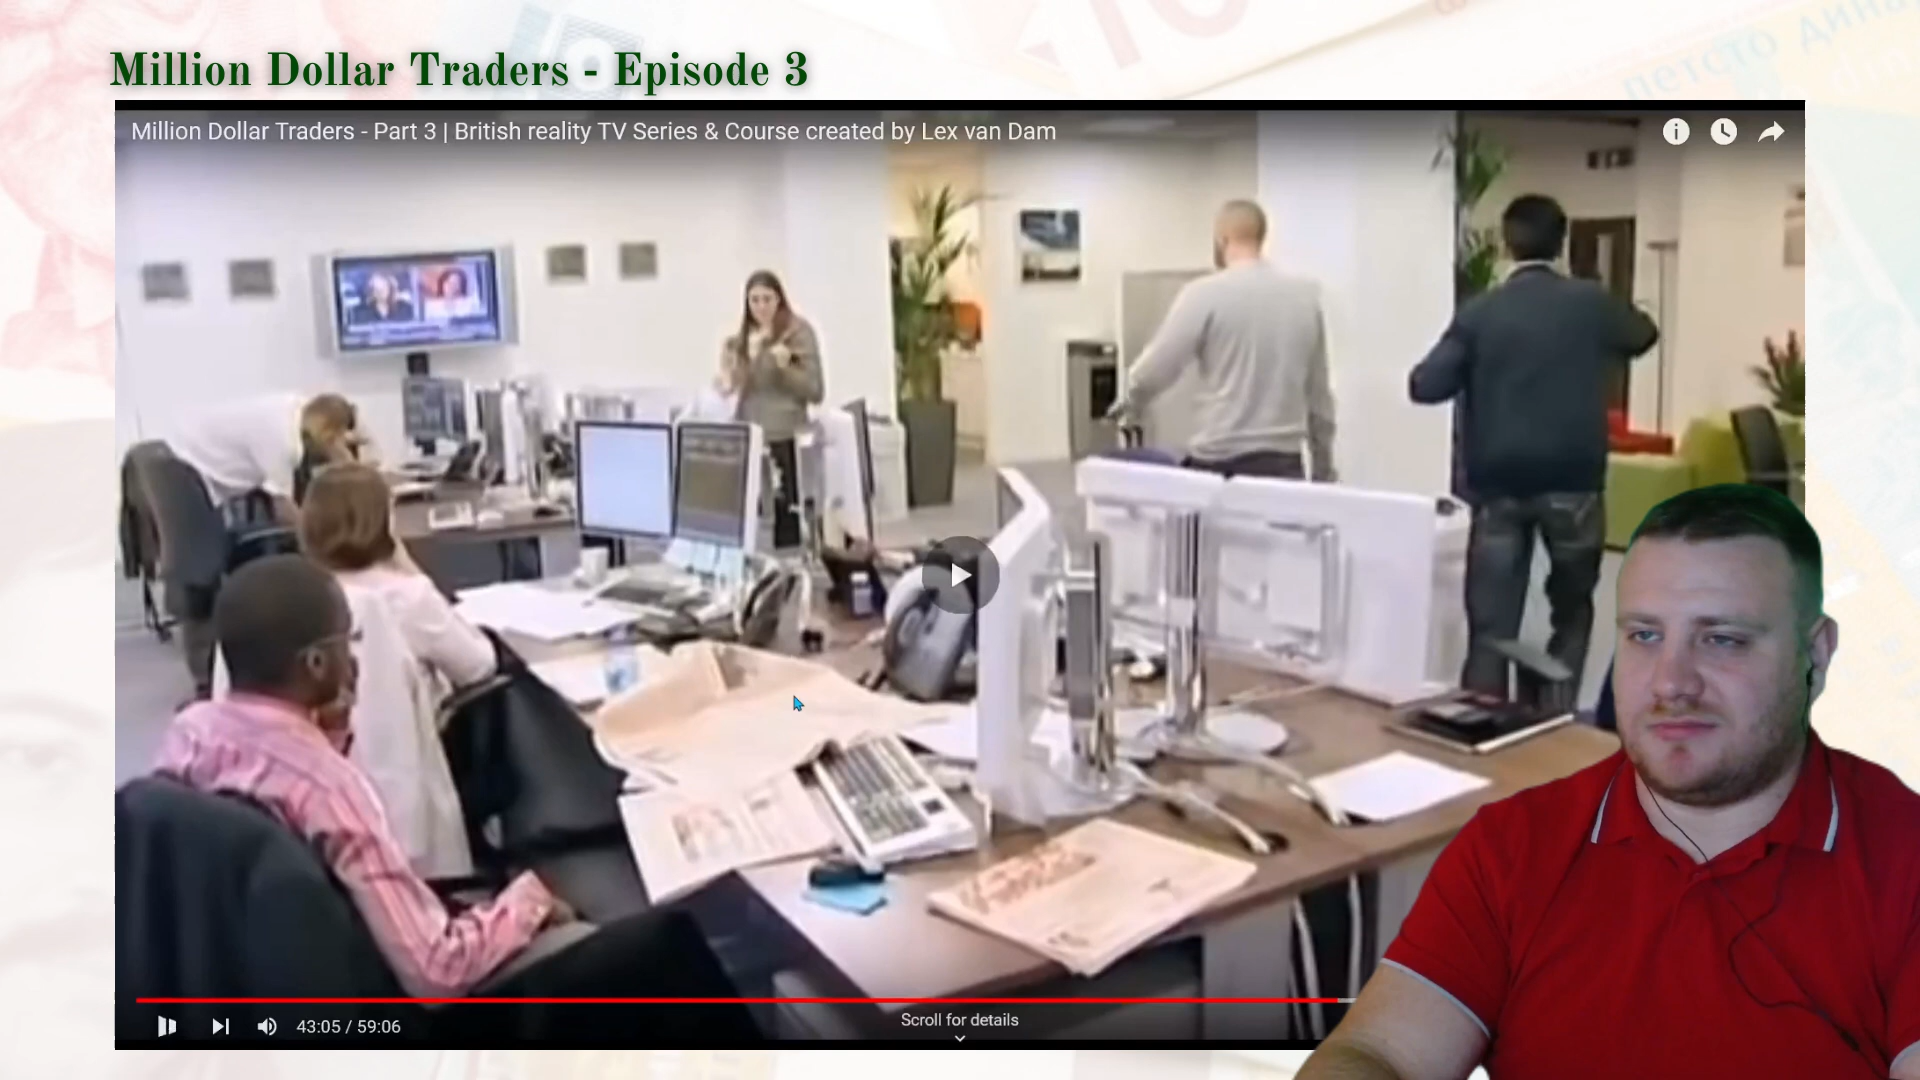 Million Dollar Traders - Episode 3
Million Dollar Traders - Part 3 | British reality TV Series & Course created by Lex van Dam
43:05 / 59:06
Scroll for details